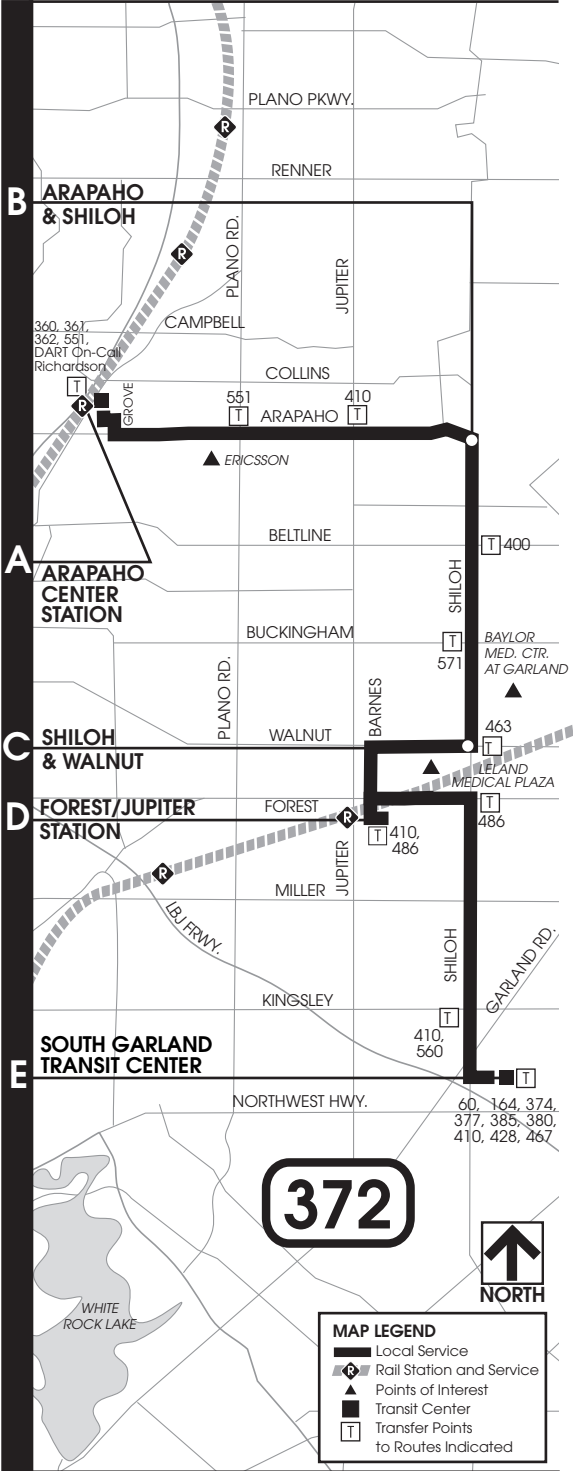 PLANO PKWY.
R
RENNER
B
ARAPAHO
& SHILOH
PLANO RD.
JUPITER
R
CAMPBELL
360, 361,
362, 551,
DART On-Call
Richardson
T
R
GROVE
COLLINS
551
T
410
T
ARAPAHO
ERICSSON
BELTLINE
T 400
A
ARAPAHO
CENTER
STATION
SHILOH
BUCKINGHAM
T
571
BAYLOR
MED. CTR.
AT GARLAND
PLANO RD.
BARNES
463
T
C
SHILOH
& WALNUT
WALNUT
LELAND
MEDICAL PLAZA
D
FOREST/JUPITER
STATION
FOREST
R
T
486
T 410,
486
JUPITER
R
MILLER
LBJ FRWY.
SHILOH
GARLAND RD.
KINGSLEY
T
410,
560
E
SOUTH GARLAND
TRANSIT CENTER
T
NORTHWEST HWY.
60, 164, 374,
377, 385, 380,
410, 428, 467
372
NORTH
WHITE
ROCK LAKE
MAP LEGEND
Local Service
R Rail Station and Service
Points of Interest
Transit Center
T Transfer Points
to Routes Indicated